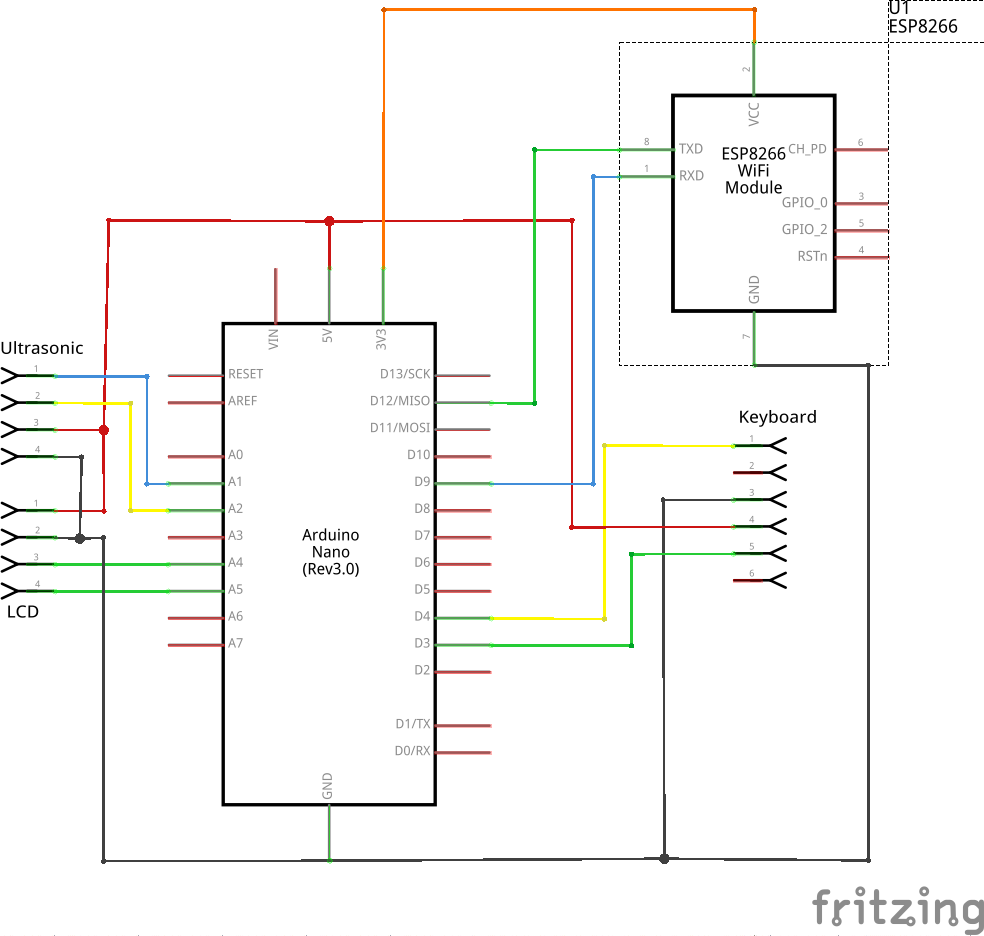 U1
ESP8266
2
VCC
8
TXD
1
RXD
ESP8266
WiFi
Module
CH_PD
6
GPIO_0
3
GPIO_2
5
RSTn
4
GND
7
VIN
5V
3V3
Ultrasonic
1
2
3
4
1
2
3
4
LCD
RESET
AREF
A0
A1
A2
A3
A4
A5
A6
A7
Arduino
Nano
(Rev3.0)
D13/SCK
D12/MISO
D11/MOSI
D10
D9
D8
D7
D6
D5
D4
D3
D2
D1/TX
D0/RX
GND
Keyboard
1
2
3
4
5
6
fritzing